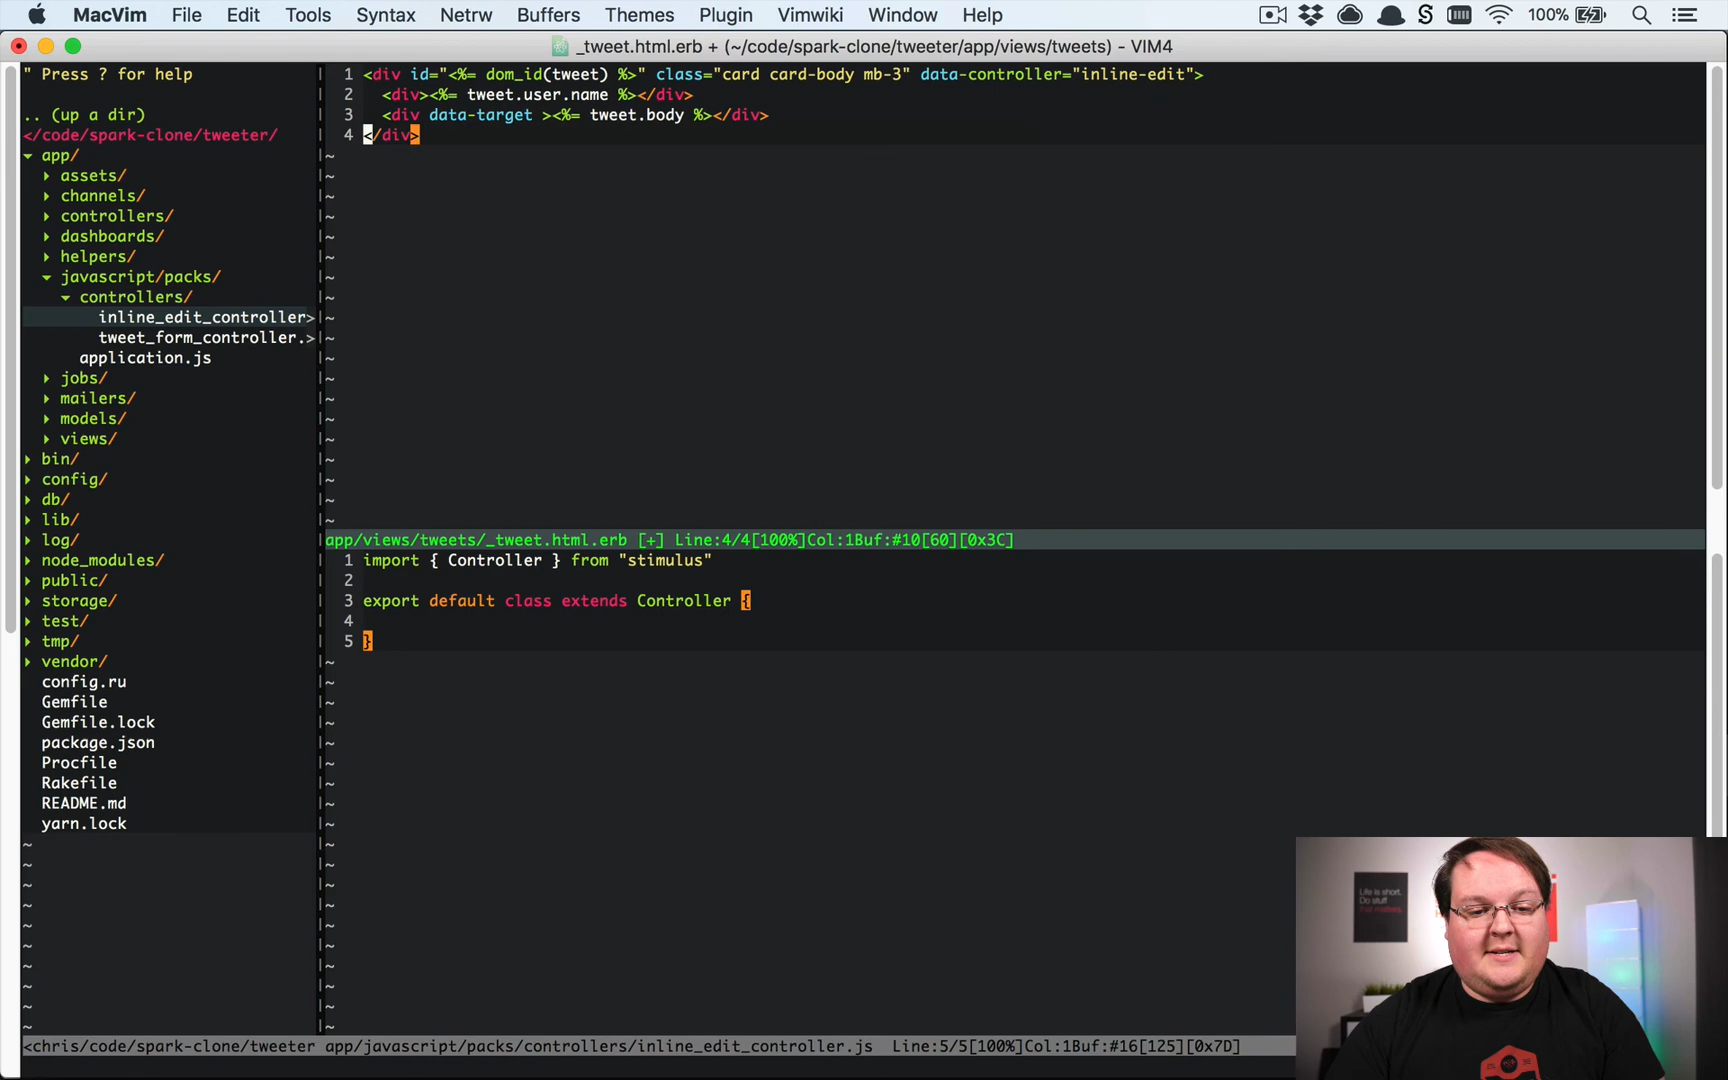 MacVim File Edit Tools Syntax Netrw Buffers Themes Plugin Vimwiki Window Help 100%
_tweet.html.erb + (~/code/spark-clone/tweeter/app/views/tweets) - VIM4
" Press ? for help
.. (up a dir)
</code/spark-clone/tweeter/
▾ app/
▸ assets/
▸ channels/
▸ controllers/
▸ dashboards/
▸ helpers/
▾ javascript/packs/
▾ controllers/
inline_edit_controller>
tweet_form_controller.>
application.js
▸ jobs/
▸ mailers/
▸ models/
▸ views/
▸ bin/
▸ config/
▸ db/
▸ lib/
▸ log/
▸ node_modules/
▸ public/
▸ storage/
▸ test/
▸ tmp/
▸ vendor/
config.ru
Gemfile
Gemfile.lock
package.json
Procfile
Rakefile
README.md
yarn.lock
1 <div id="<%= dom_id(tweet) %>" class="card card-body mb-3" data-controller="inline-edit">
2 <div><%= tweet.user.name %></div>
3 <div data-target ><%= tweet.body %></div>
4 </div>
app/views/tweets/_tweet.html.erb [+] Line:4/4[100%]Col:1Buf:#10[60][0x3C]
1 import { Controller } from "stimulus"
2
3 export default class extends Controller {
4
5 }
<chris/code/spark-clone/tweeter app/javascript/packs/controllers/inline_edit_controller.js Line:5/5[100%]Col:1Buf:#16[125][0x7D]
Life is short.
Do stuff
that matters.